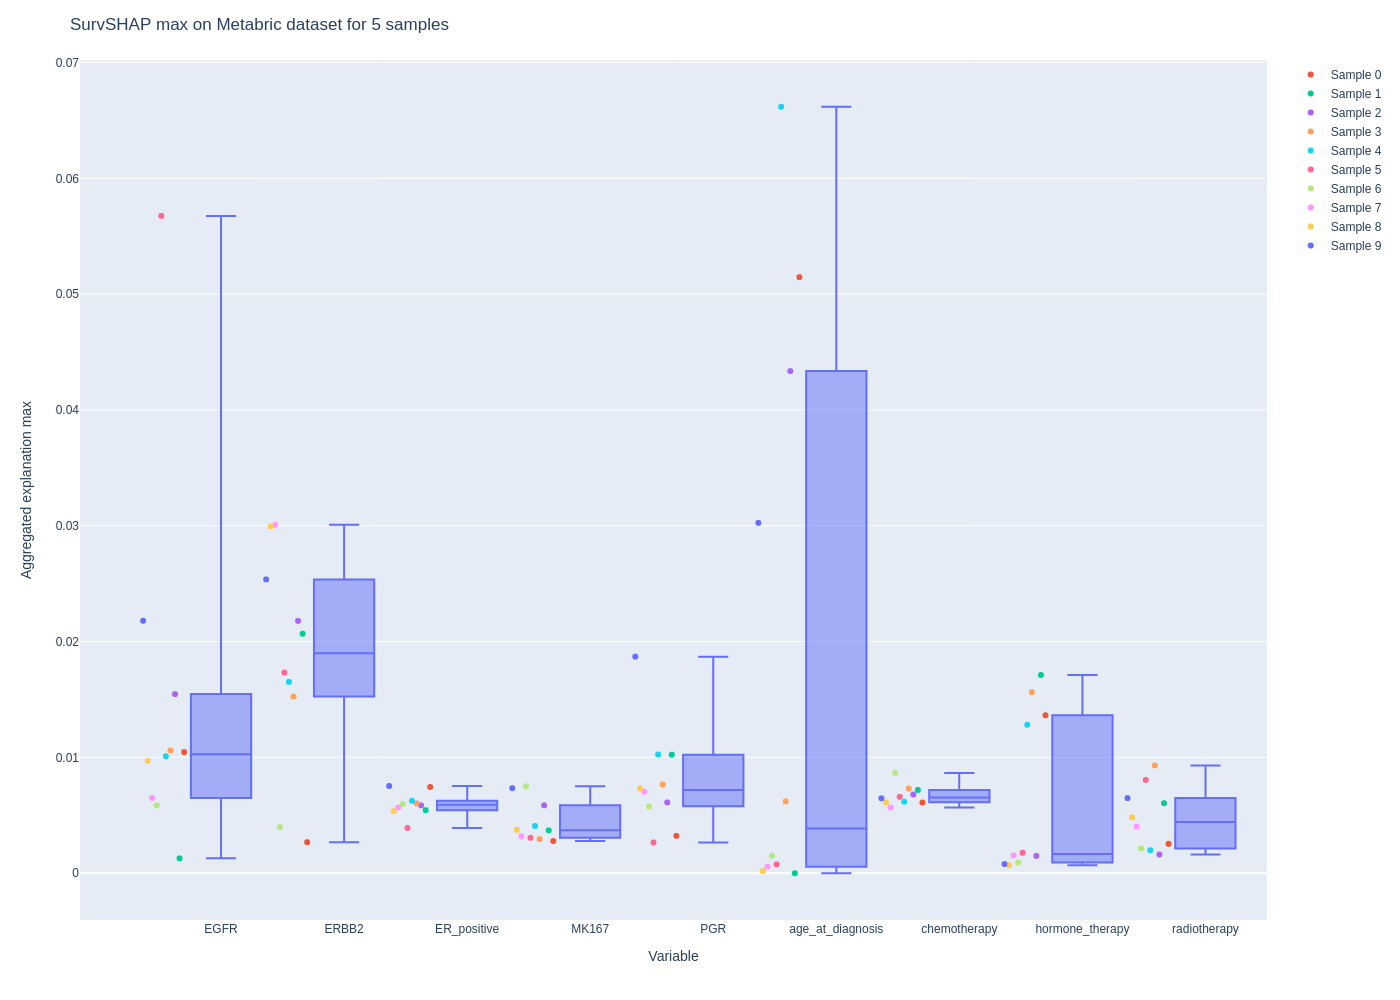 SurvSHAP max on Metabric dataset for 5 samples
0.07
0.06
0.05
0.04
0.03
0.02
0.01
0
Aggregated explanation max
EGFR
ERBB2
ER_positive
MK167
PGR
age_at_diagnosis
chemotherapy
hormone_therapy
radiotherapy
Variable
Sample 0
Sample 1
Sample 2
Sample 3
Sample 4
Sample 5
Sample 6
Sample 7
Sample 8
Sample 9